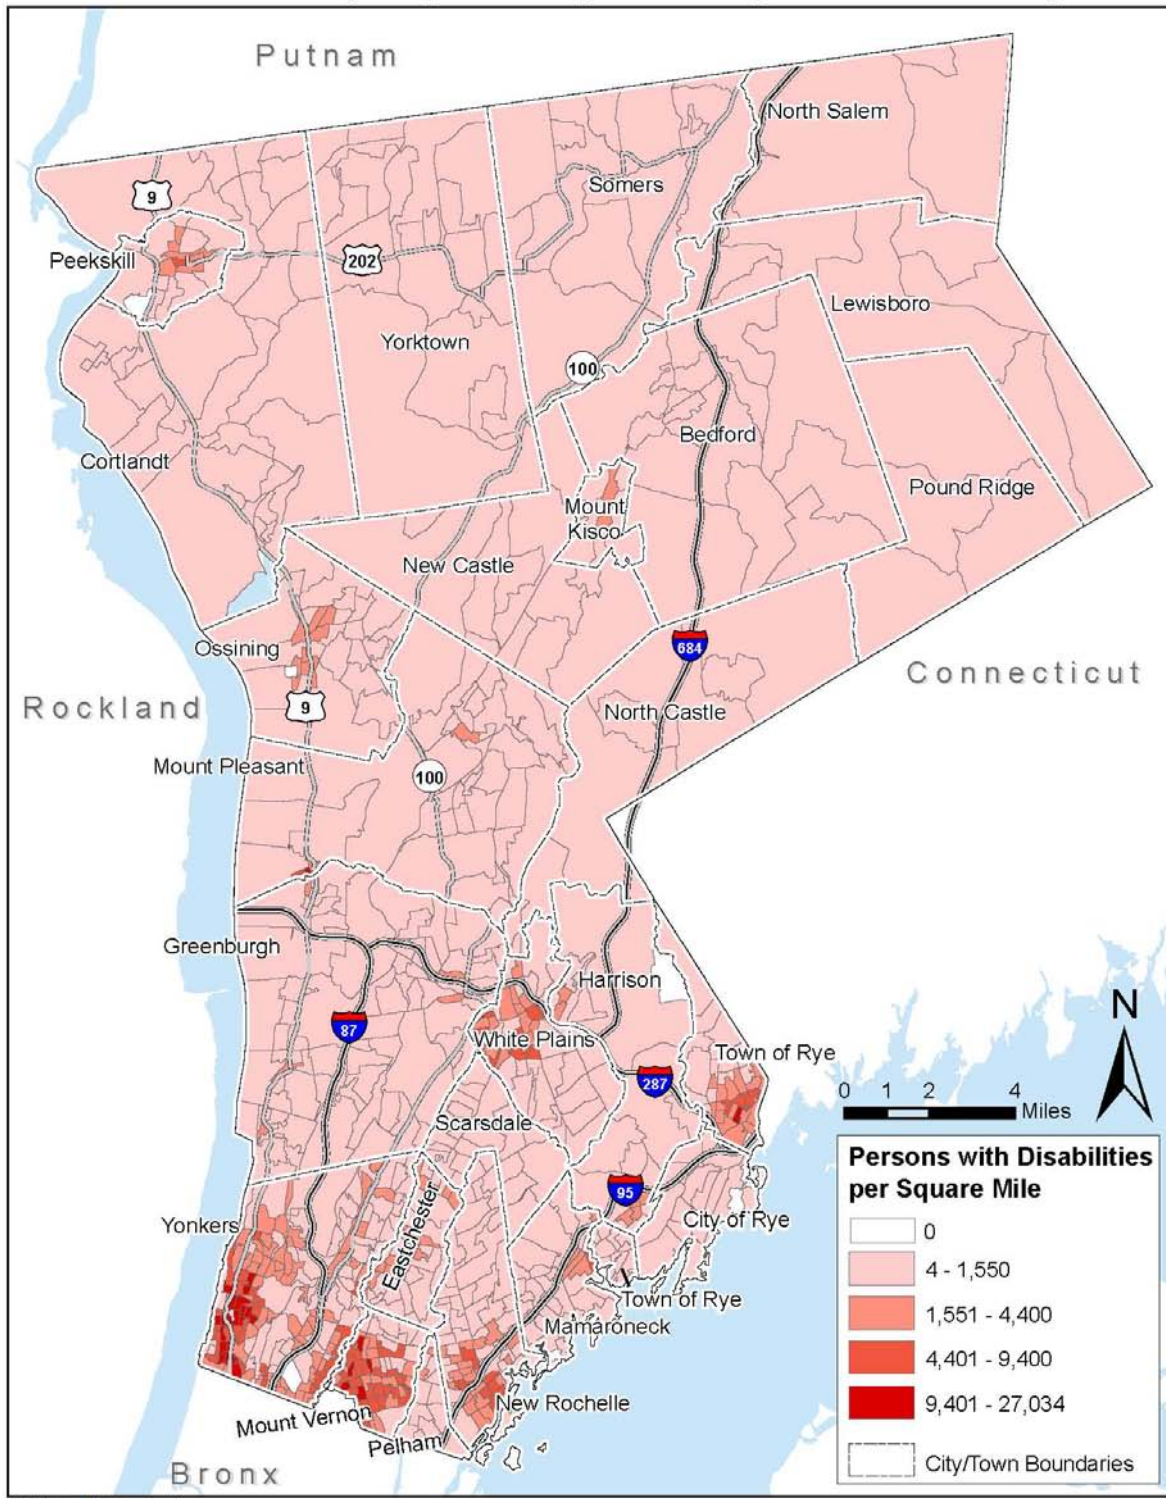 Putnam
North Salem
Somers
9
Peekskill
202
Lewisboro
Yorktown
100
Bedford
Cortlandt
Pound Ridge
Mount
Kisco
New Castle
Ossining
684
Connecticut
Rockland
9
North Castle
Mount Pleasant
100
Greenburgh
Harrison
87
White Plains
Town of Rye
287
Scarsdale
95
Yonkers
City of Rye
Eastchester
Town of Rye
Mamaroneck
New Rochelle
Mount Vernon
Pelham
Bronx
N
0 1 2 4
Miles
Persons with Disabilities
per Square Mile
0
4 - 1,550
1,551 - 4,400
4,401 - 9,400
9,401 - 27,034
City/Town Boundaries